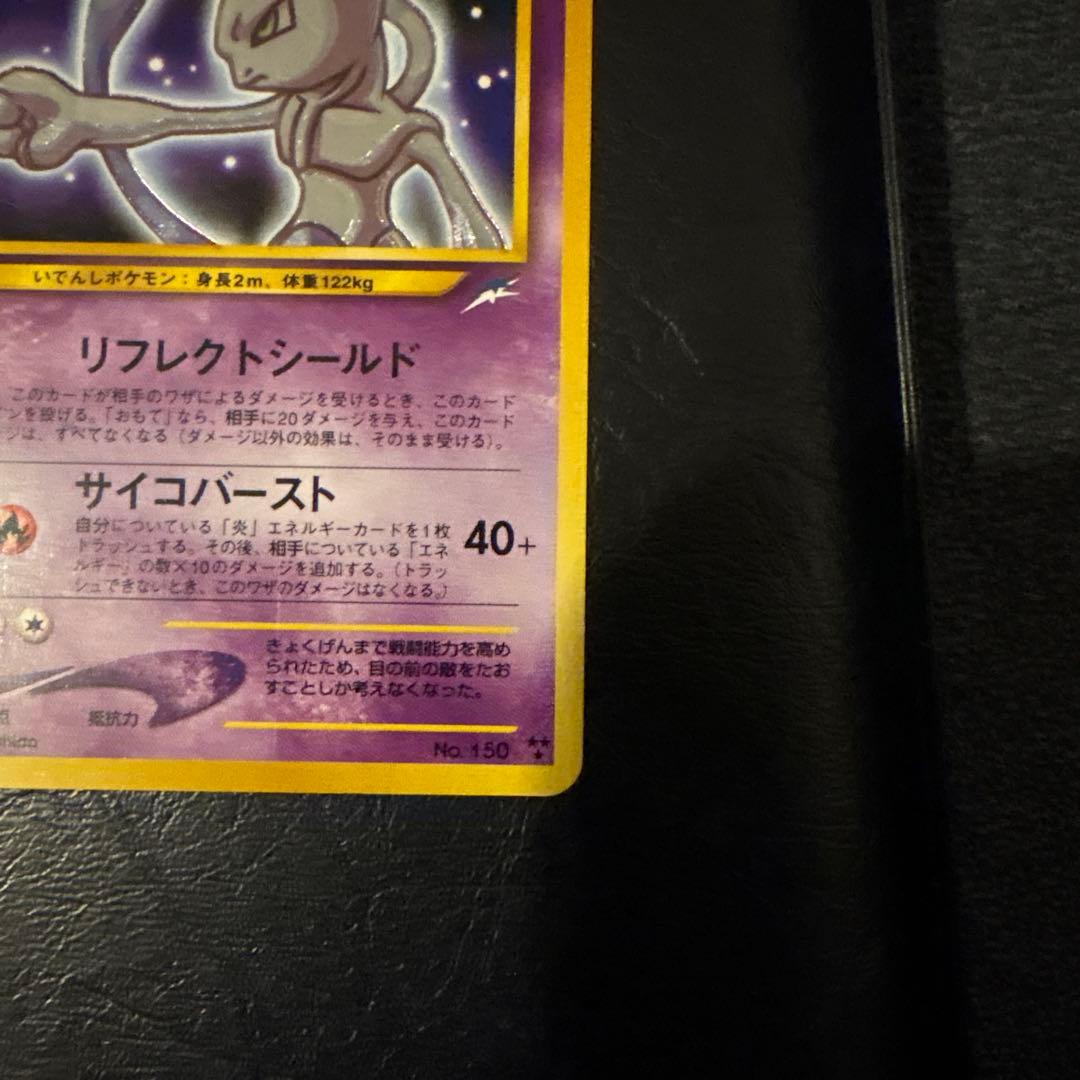 いでんしポケモン：身長2m、体重122kg
リフレクトシールド
このカードが相手のワザによるダメージを受けるとき、このカード
ンを投げる。「おもて」なら、相手に20ダメージを与え、このカード
ジは、すべてなくなる（ダメージ以外の効果は、そのまま受ける）。
サイコバースト
自分についている「炎」エネルギーカードを1枚
トラッシュする。その後、相手についている「エネ
ルギー」の数×10のダメージを追加する。（トラッ
シュできないとき、このワザのダメージはなくなる。）
40+
きょくげんまで戦闘能力を高め
られたため、目の前の敵をたお
すことしか考えなくなった。
点
抵抗力
No. 150